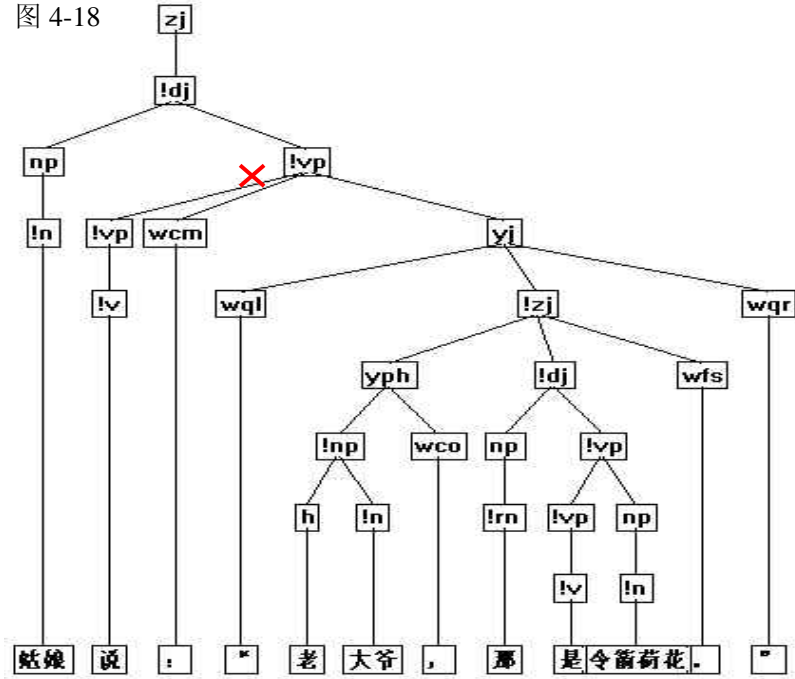 图 4-18
zj
!dj
np !vp
!n !vp wcm yj
!v wql !zj wqr
yph !dj wfs
!np wco np !vp
h !n !rn !vp np
!v !n
姑娘 说 : “ 老 大爷 , 那 是 令箭荷花 。 ”